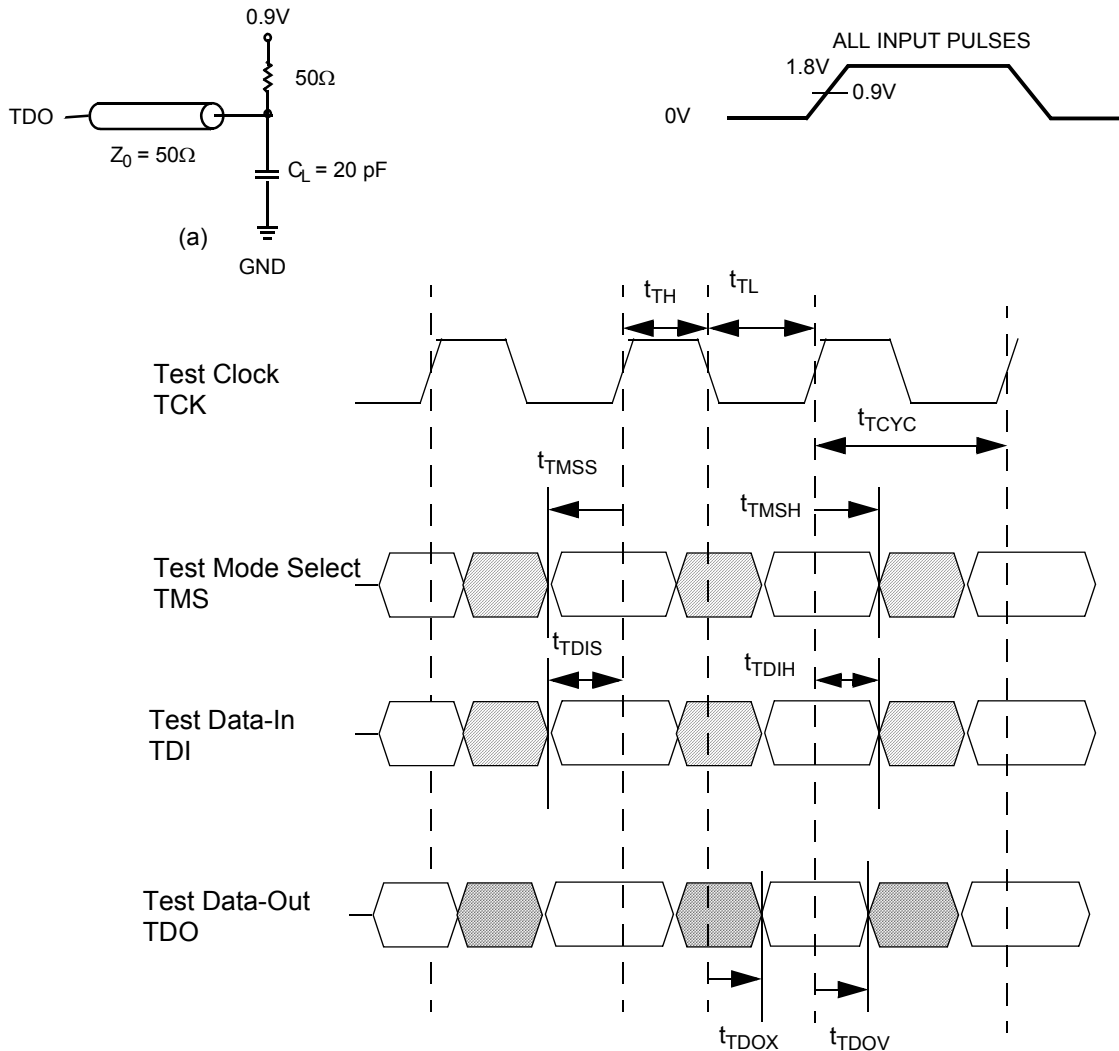 0.9V
50Ω
TDO
Z0 = 50Ω
CL = 20 pF
(a)
GND
ALL INPUT PULSES
1.8V
0.9V
0V
tTH
tTL
Test Clock
TCK
tTCYC
tTMSS
tTMSH
Test Mode Select
TMS
tTDIS
tTDIH
Test Data-In
TDI
Test Data-Out
TDO
tTDOX
tTDOV